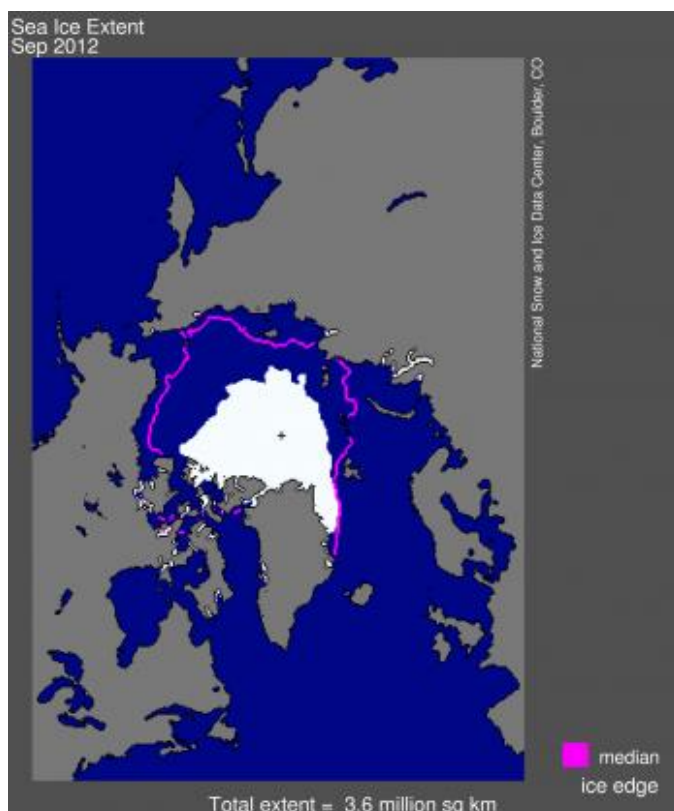 Sea Ice Extent
Sep 2012
National Snow and Ice Data Center, Boulder, CO
median
ice edge
Total extent = 3.6 million sq km